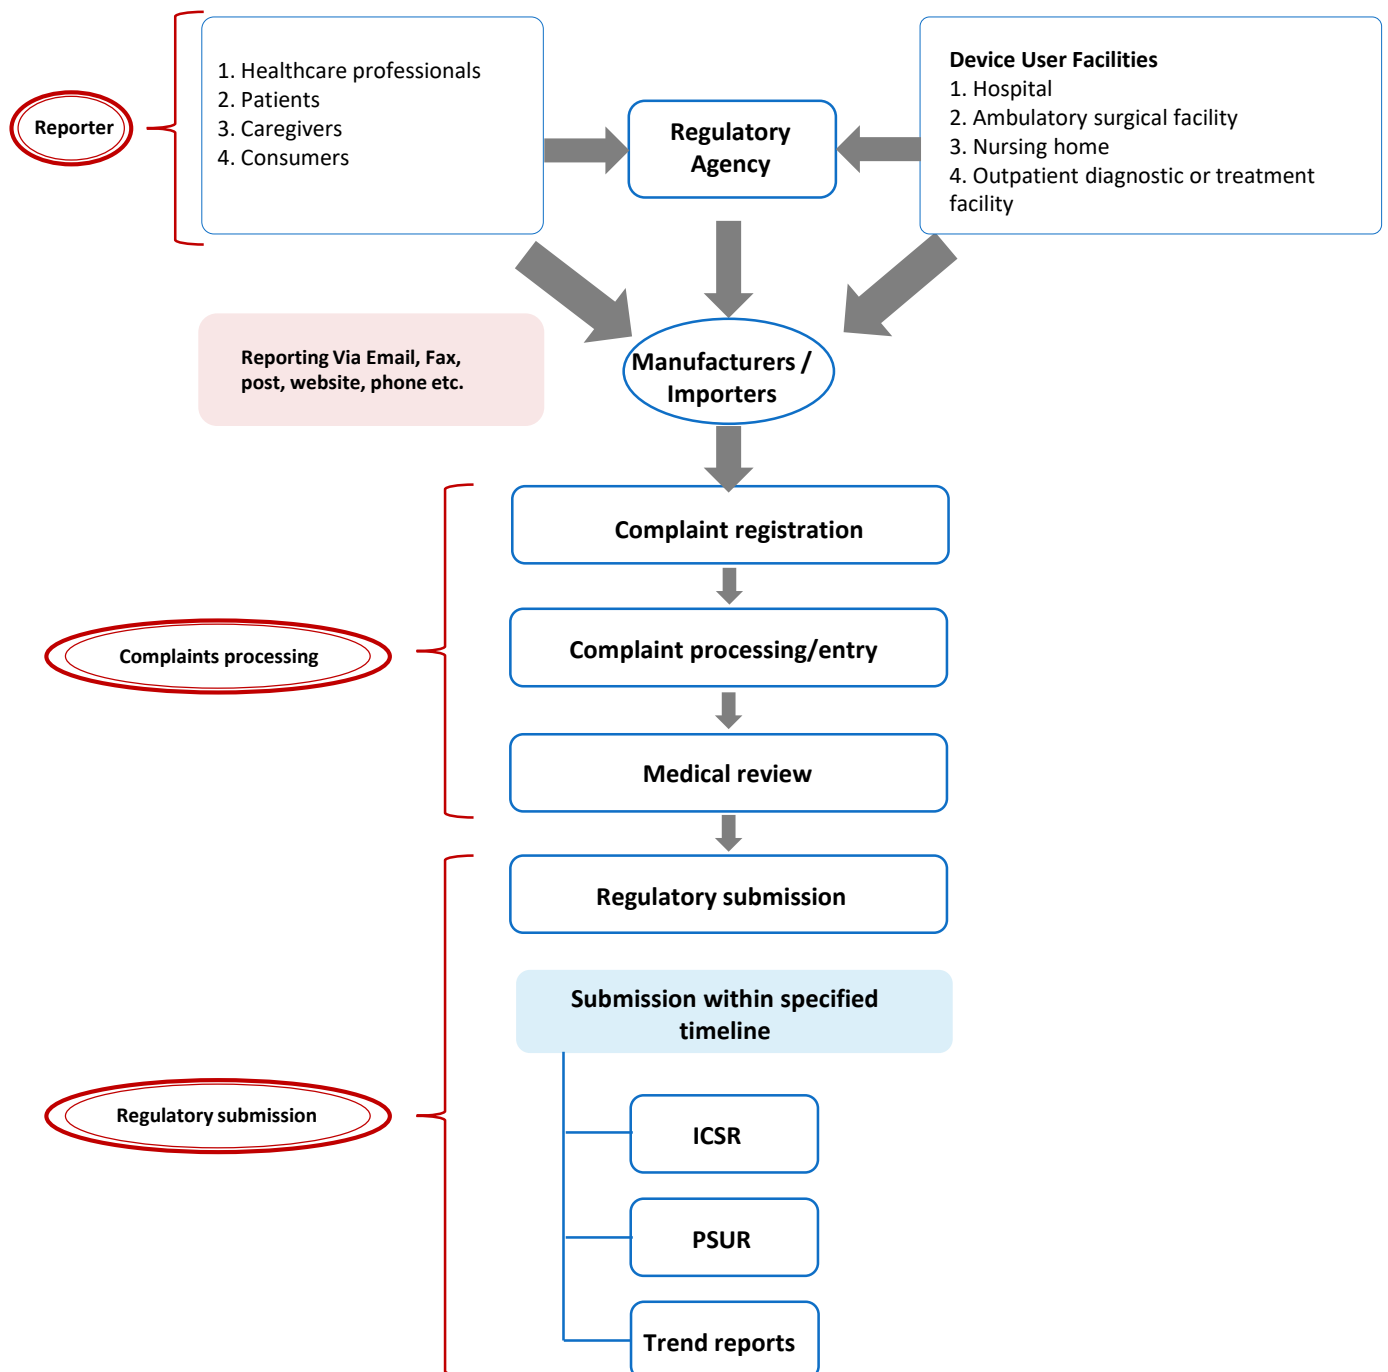 Reporter
1. Healthcare professionals
2. Patients
3. Caregivers
4. Consumers
Regulatory
Agency
Device User Facilities
1. Hospital
2. Ambulatory surgical facility
3. Nursing home
4. Outpatient diagnostic or treatment
facility
Reporting Via Email, Fax,
post, website, phone etc.
Manufacturers /
Importers
Complaints processing
Complaint registration
Complaint processing/entry
Medical review
Regulatory submission
Regulatory submission
Submission within specified
timeline
ICSR
PSUR
Trend reports